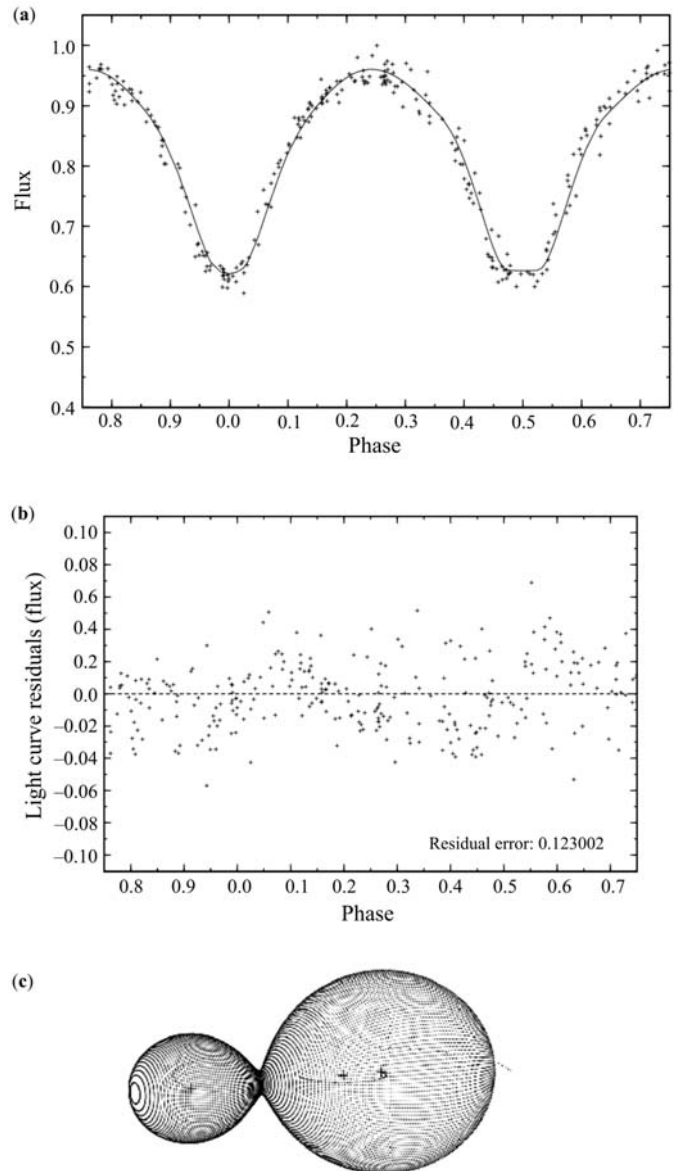 (a)
1.0
0.9
0.8
0.7
0.6
0.5
0.4
Flux
0.8 0.9 0.0 0.1 0.2 0.3 0.4 0.5 0.6 0.7
Phase
(b)
0.10
0.08
0.6
0.4
0.2
0.0
–0.02
–0.04
–0.06
–0.08
–0.10
Light curve residuals (flux)
Residual error: 0.123002
0.8 0.9 0.0 0.1 0.2 0.3 0.4 0.5 0.6 0.7
Phase
(c)